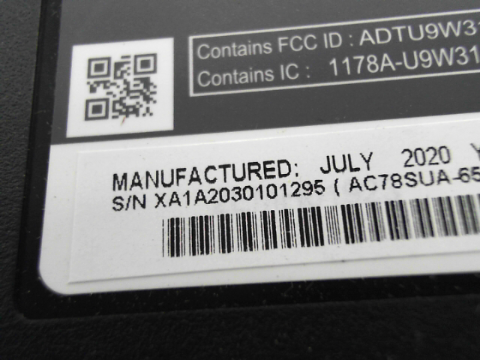 Contains FCC ID : ADTU9W31
Contains IC : 1178A-U9W31
MANUFACTURED: JULY 2020
S/N XA1A2030101295 ( AC78SUA-65